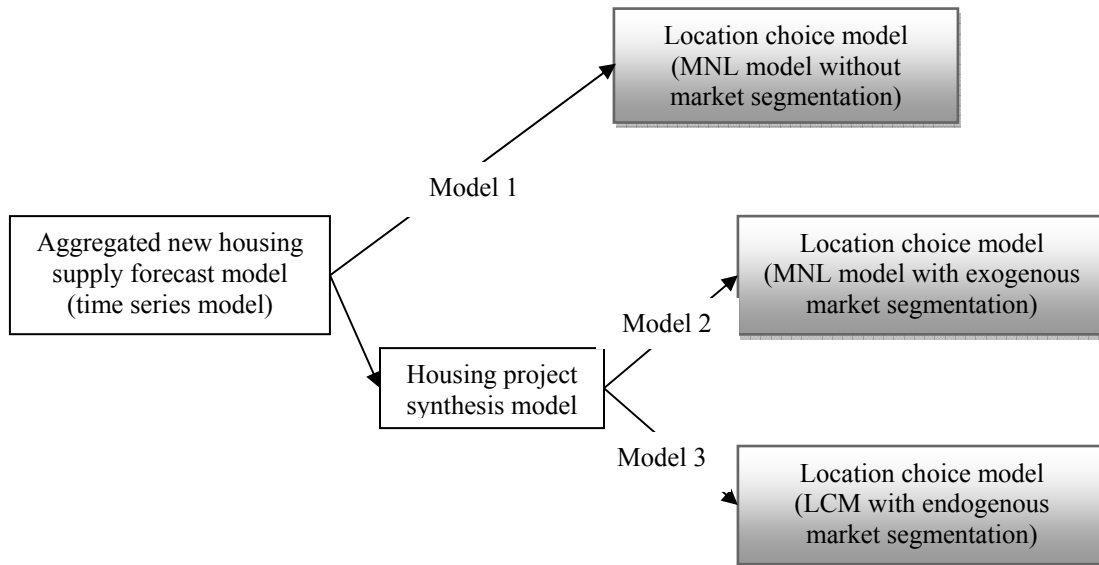 Location choice model
(MNL model without
market segmentation)
Model 1
Aggregated new housing
supply forecast model
(time series model)
Location choice model
(MNL model with exogenous
market segmentation)
Model 2
Housing project
synthesis model
Model 3
Location choice model
(LCM with endogenous
market segmentation)